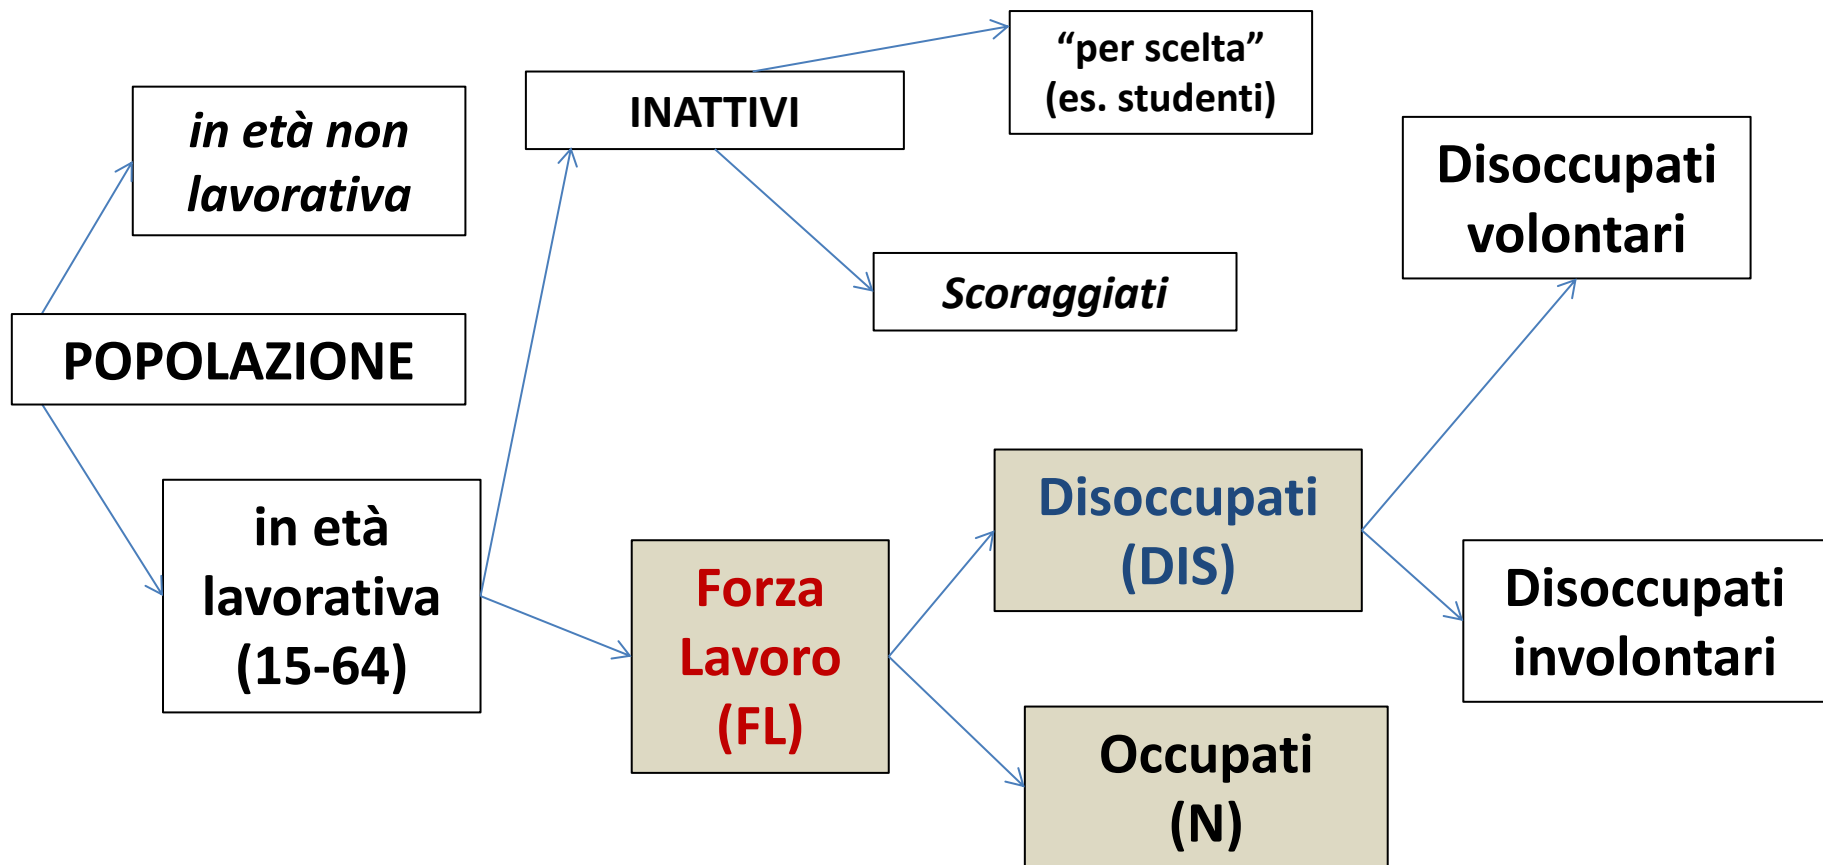 in età non
lavorativa
POPOLAZIONE
in età
lavorativa
(15-64)
INATTIVI
“per scelta”
(es. studenti)
Scoraggiati
Forza
Lavoro
(FL)
Disoccupati
(DIS)
Occupati
(N)
Disoccupati
volontari
Disoccupati
involontari